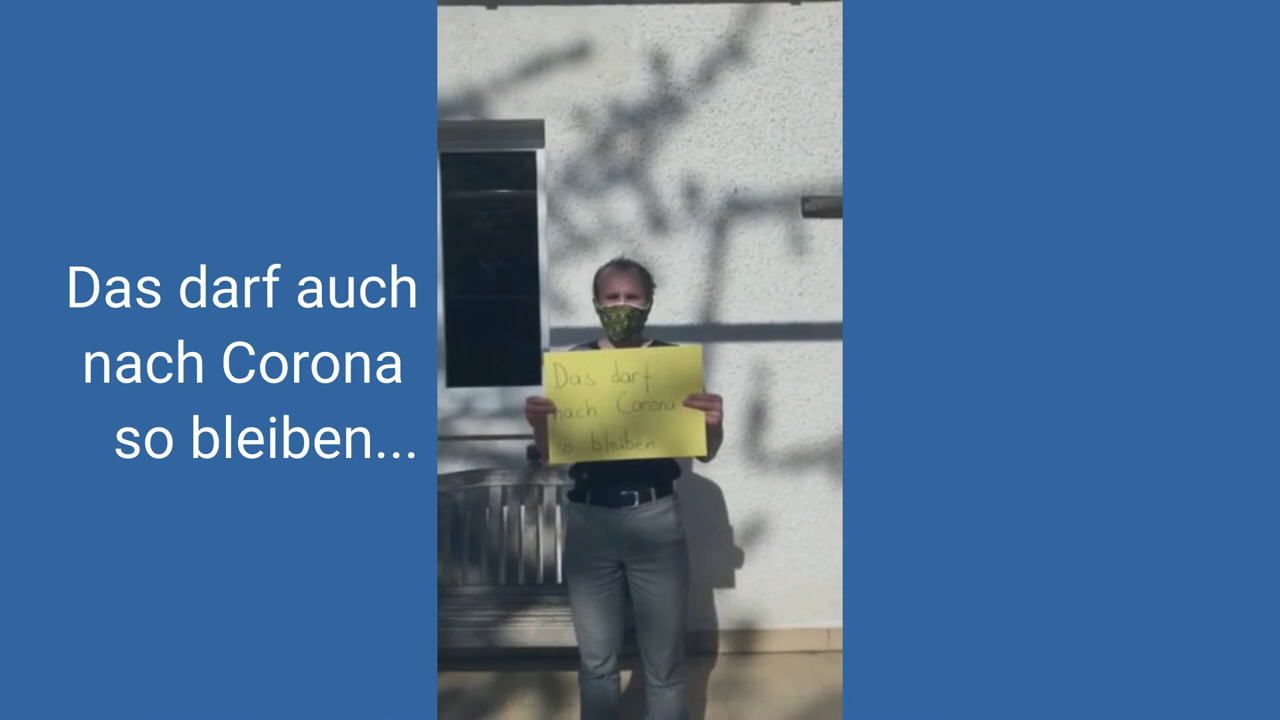 Das darf auch
nach Corona
so bleiben...
Das darf
nach Corona
so bleiben